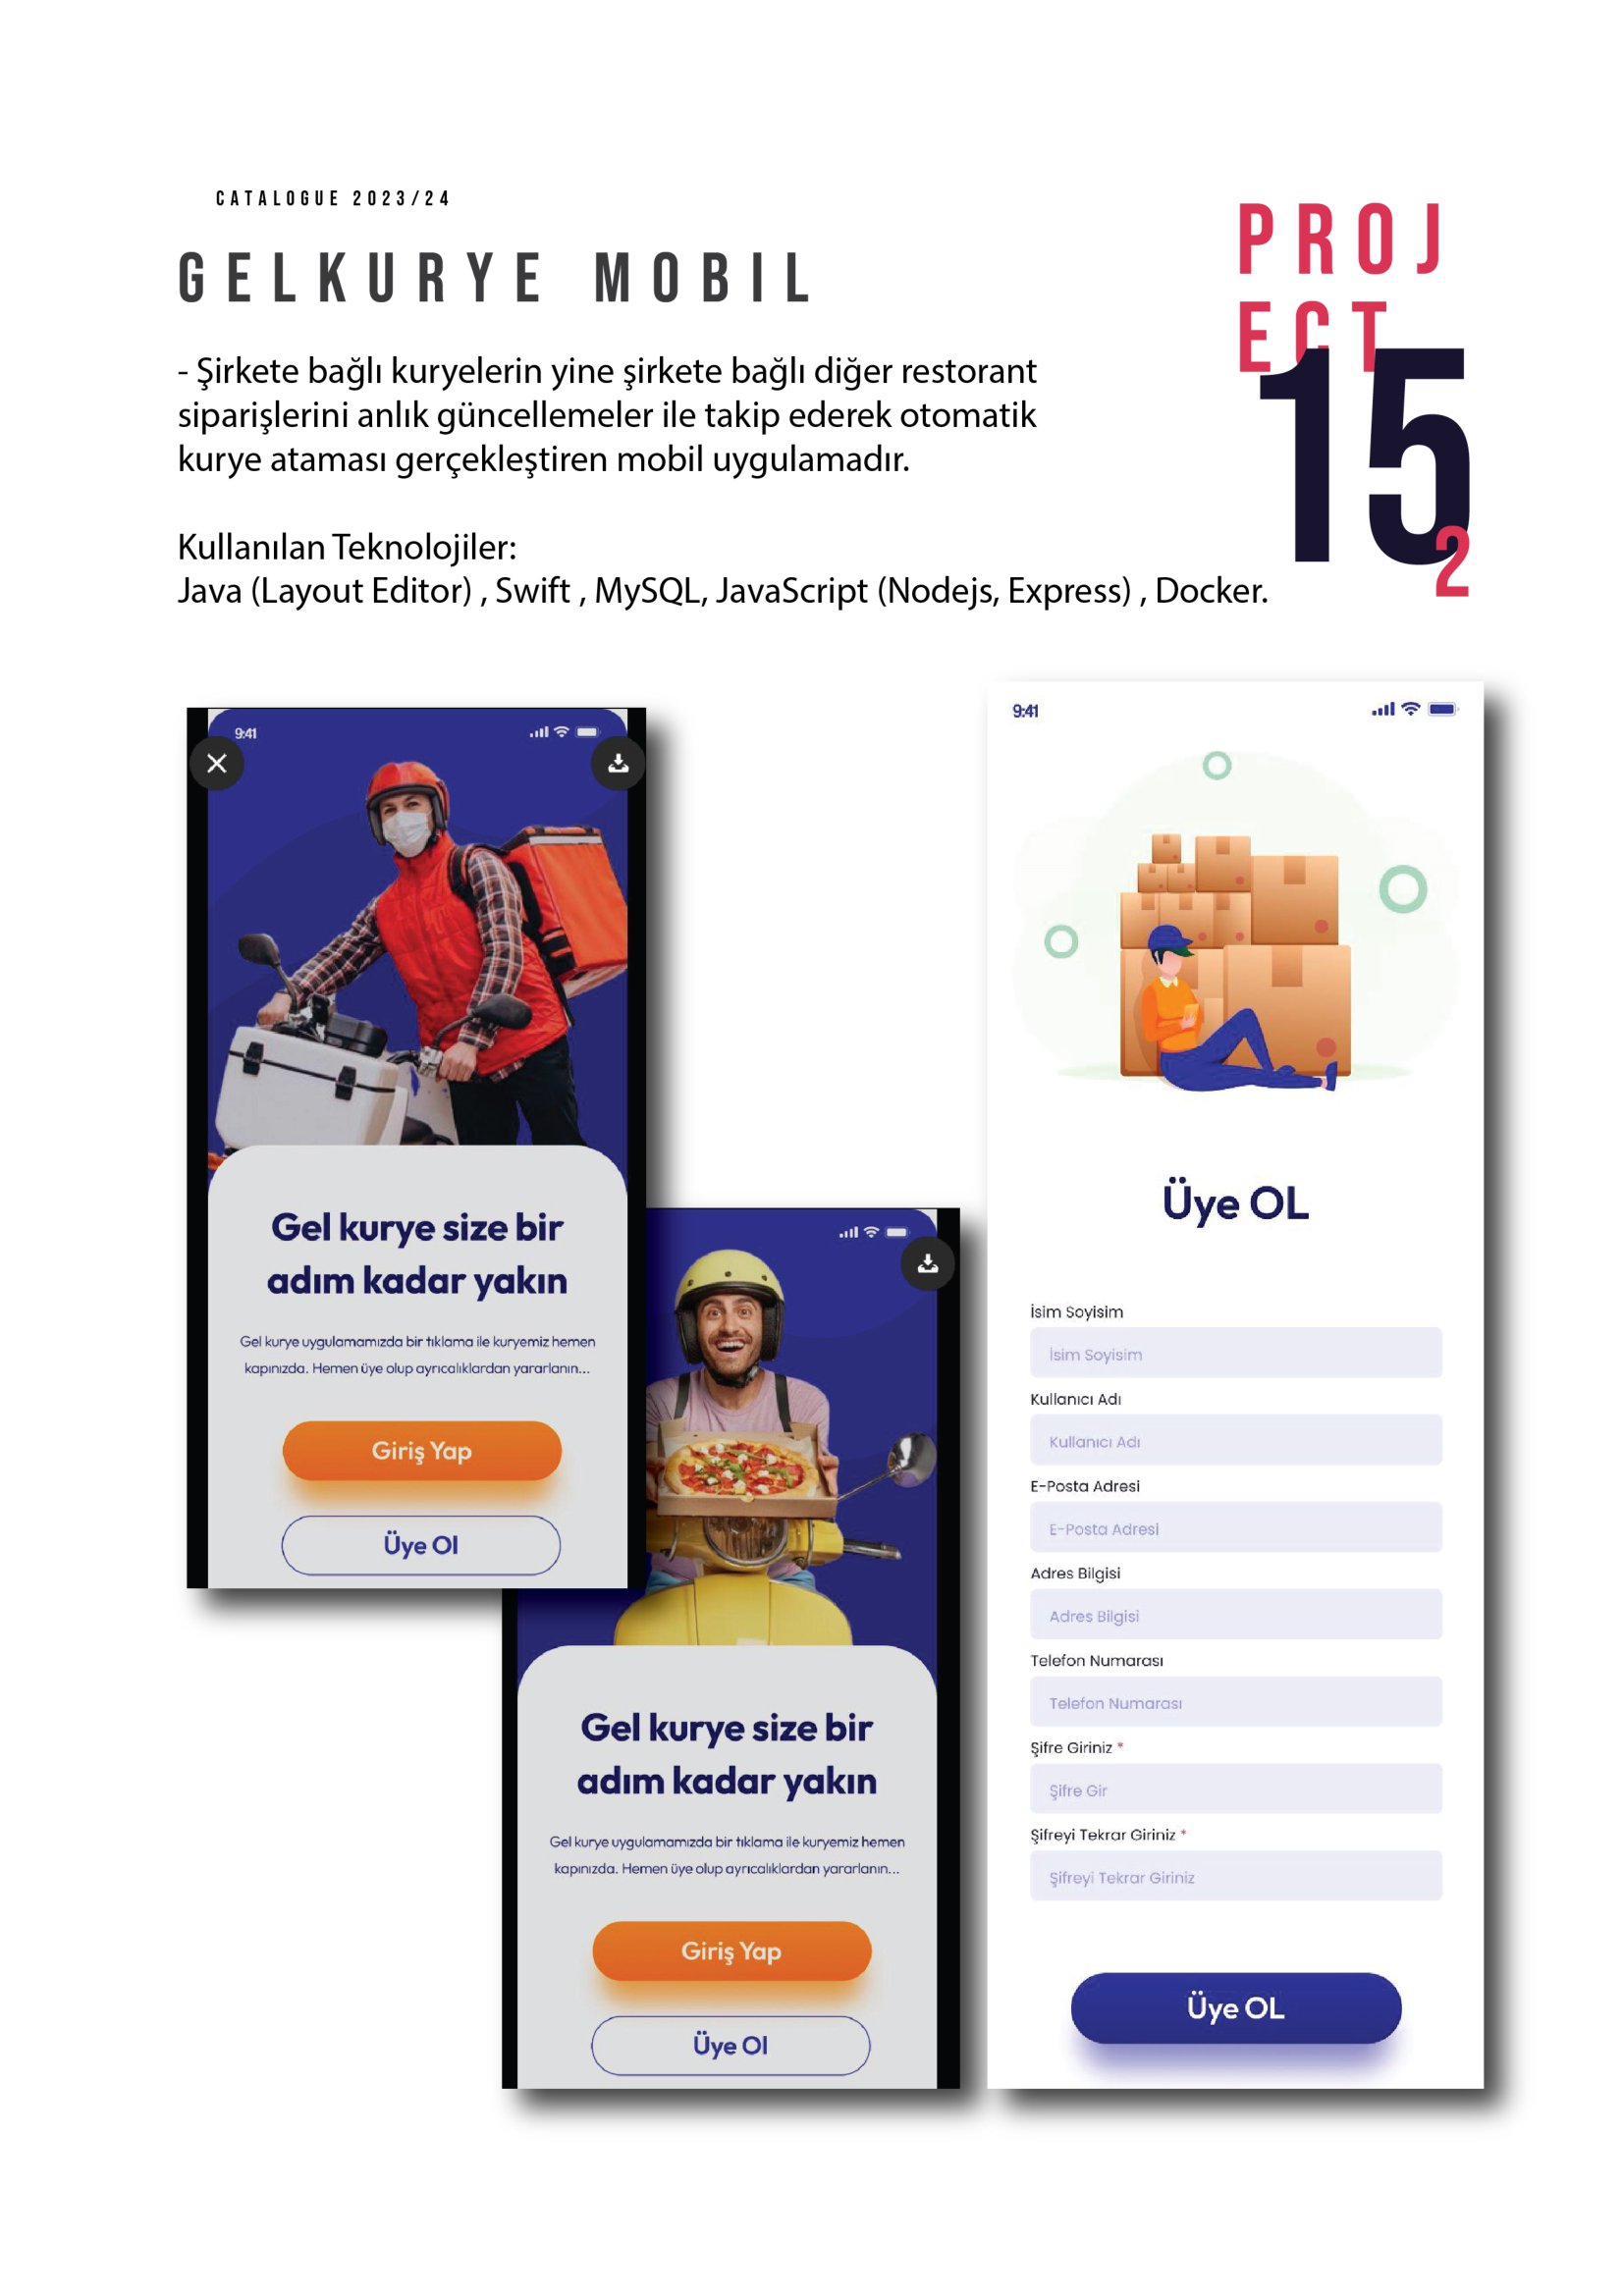 CATALOGUE 2023/24
GELKURYE MOBIL
PROJ
ECT
15
2
- Şirkete bağlı kuryelerin yine şirkete bağlı diğer restorant
siparişlerini anlık güncellemeler ile takip ederek otomatik
kurye ataması gerçekleştiren mobil uygulamadır.
Kullanılan Teknolojiler:
Java (Layout Editor) , Swift , MySQL, JavaScript (Nodejs, Express) , Docker.
9:41
Gel kurye size bir
adım kadar yakın
Gel kurye uygulamamızda bir tıklama ile kuryemiz hemen
kapınızda. Hemen üye olup ayrıcalıklardan yararlanın...
Giriş Yap
Üye Ol
Gel kurye size bir
adım kadar yakın
Gel kurye uygulamamızda bir tıklama ile kuryemiz hemen
kapınızda. Hemen üye olup ayrıcalıklardan yararlanın...
Giriş Yap
Üye Ol
9:41
Üye OL
İsim Soyisim
İsim Soyisim
Kullanıcı Adı
Kullanıcı Adı
E-Posta Adresi
E-Posta Adresi
Adres Bilgisi
Adres Bilgisi
Telefon Numarası
Telefon Numarası
Şifre Giriniz *
Şifre Gir
Şifreyi Tekrar Giriniz *
Şifreyi Tekrar Giriniz
Üye OL